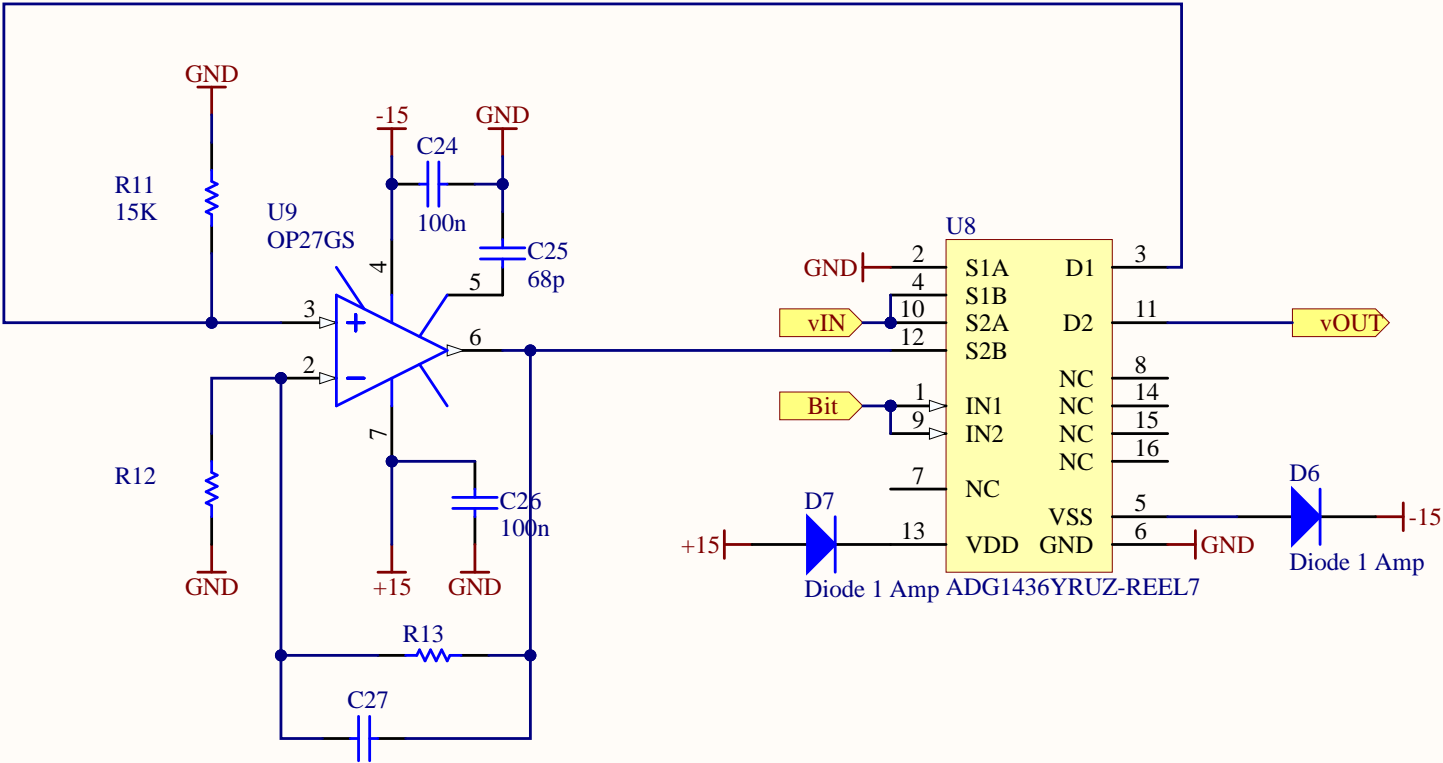 GND
-15
GND
C24
100n
R11
15K
U9
OP27GS
4
C25
68p
5
3
6
2
7
R12
GND
C26
100n
+15
GND
R13
C27
U8
GND
2
S1A
D1
3
4
S1B
vIN
10
S2A
D2
11
vOUT
12
S2B
NC
8
Bit
1
IN1
NC
14
9
IN2
NC
15
NC
16
7
NC
D7
D6
VSS
5
-15
+15
13
VDD
GND
6
GND
Diode 1 Amp
Diode 1 Amp
ADG1436YRUZ-REEL7